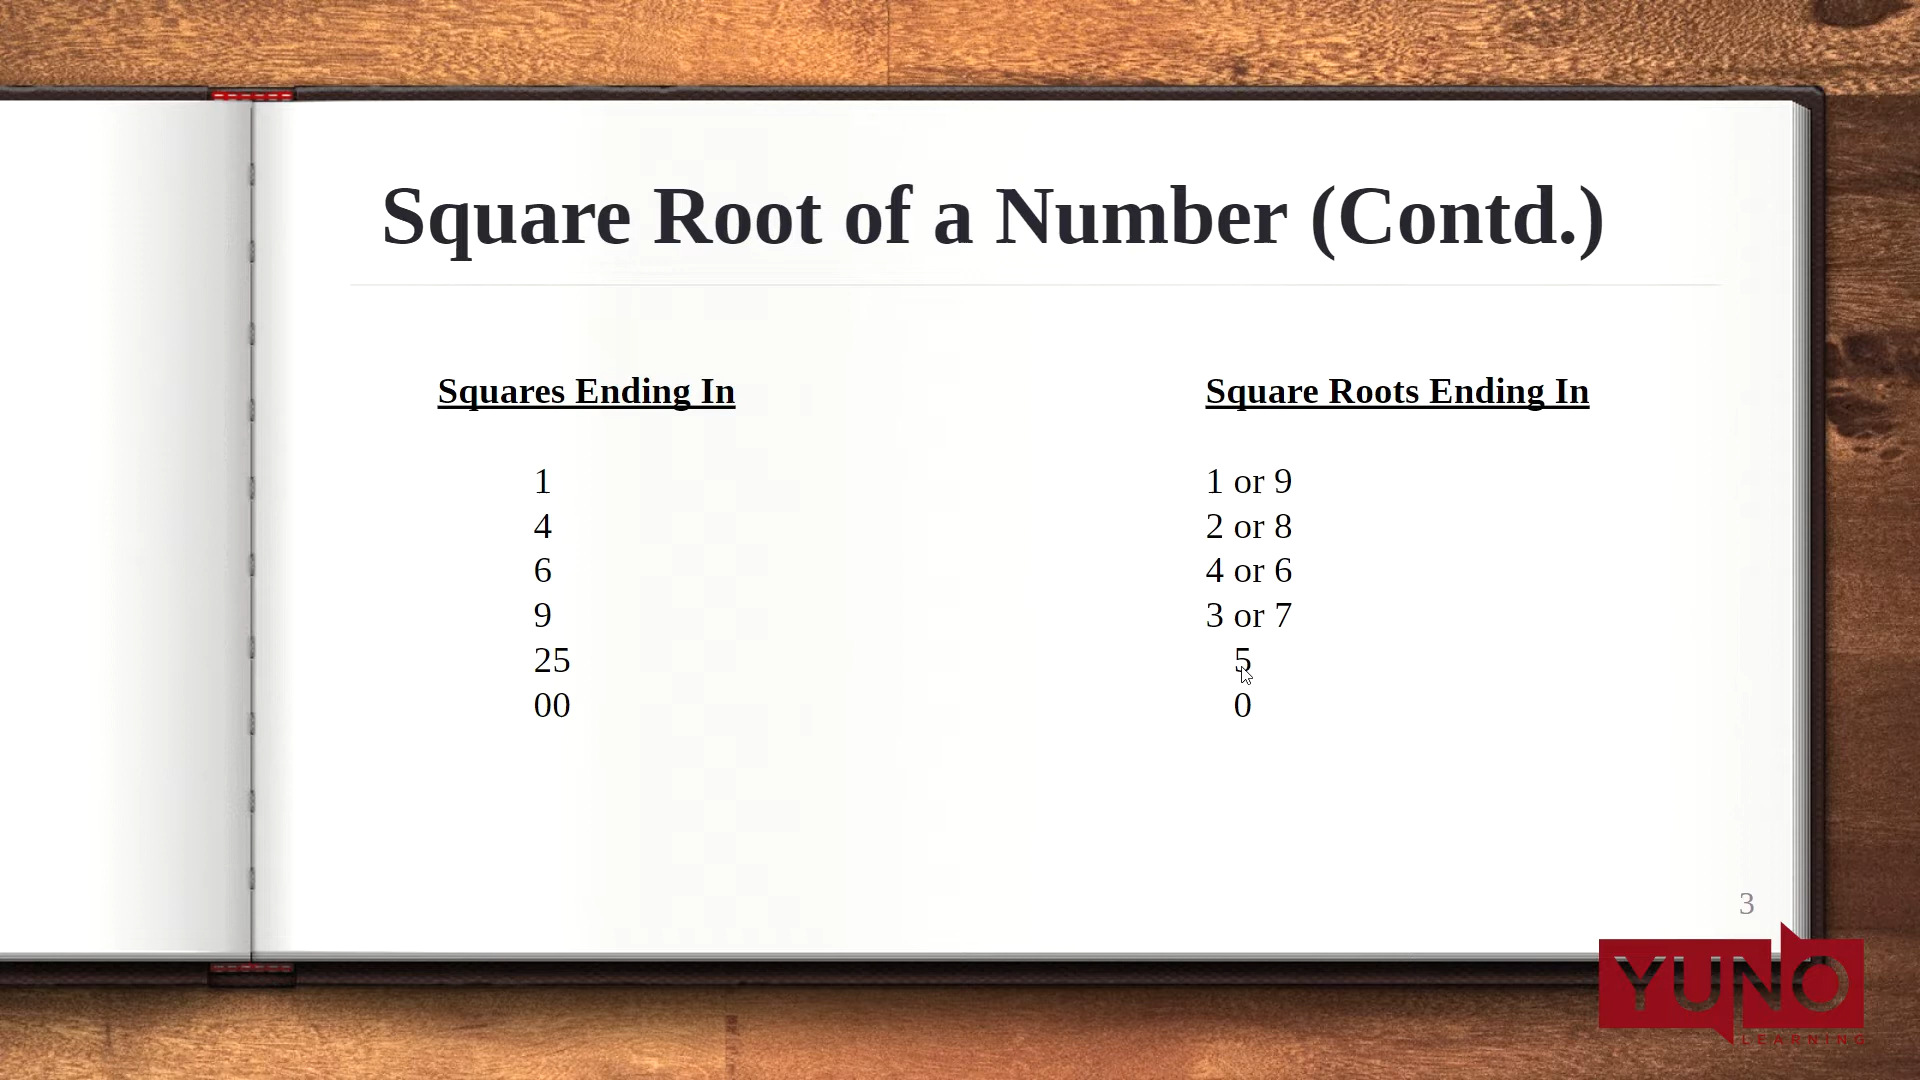 Square Root of a Number (Contd.)
Squares Ending In Square Roots Ending In
1 1 or 9
4 2 or 8
6 4 or 6
9 3 or 7
25 5
00 0
3
YUNO
LEARNING